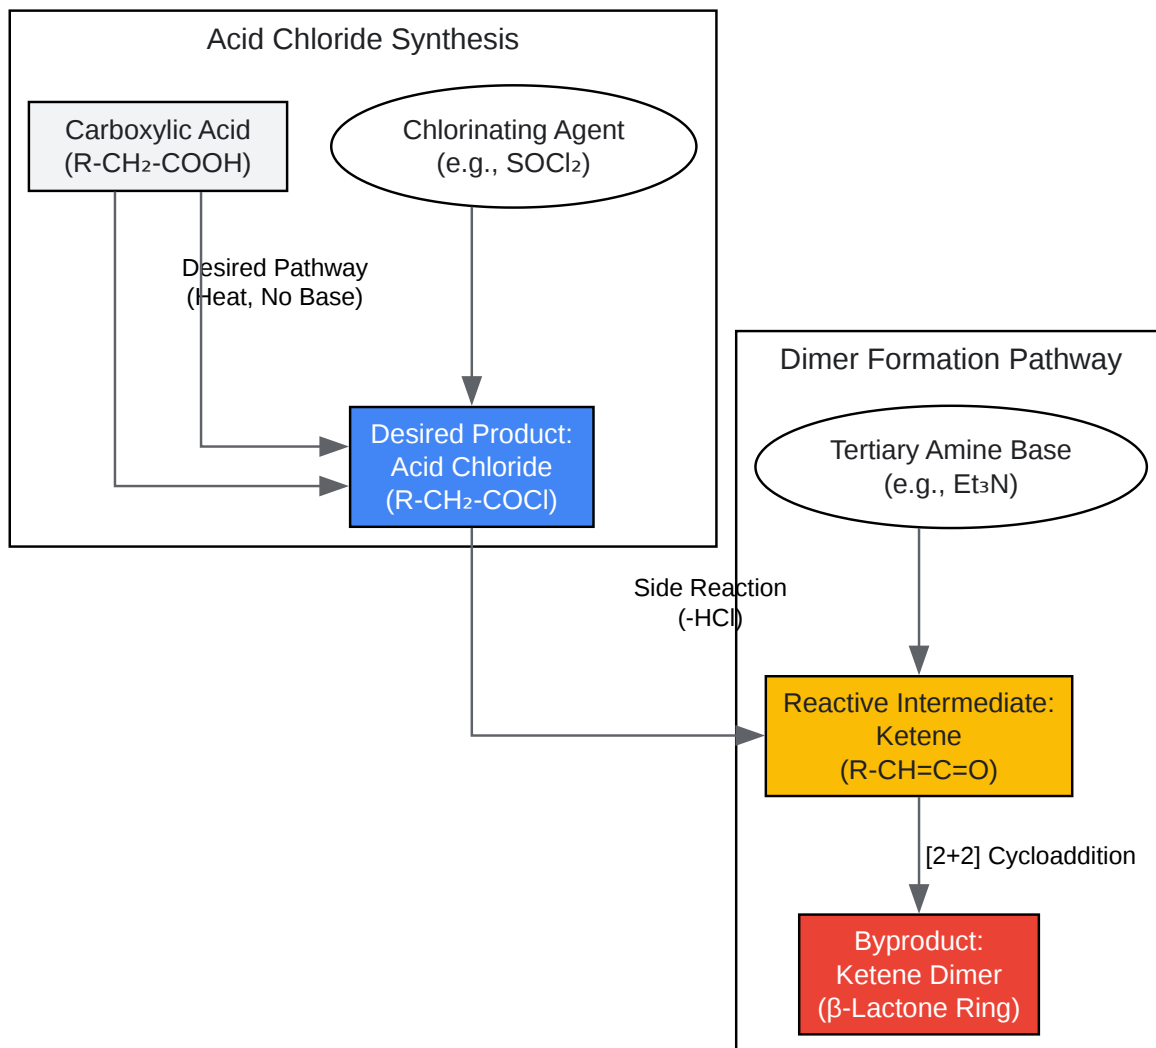 Acid Chloride Synthesis
Carboxylic Acid
(R-CH₂-COOH)
Chlorinating Agent
(e.g., SOCl₂)
Desired Pathway
(Heat, No Base)
Desired Product:
Acid Chloride
(R-CH₂-COCl)
Dimer Formation Pathway
Tertiary Amine Base
(e.g., Et₃N)
Side Reaction
(-HCl)
Reactive Intermediate:
Ketene
(R-CH=C=O)
[2+2] Cycloaddition
Byproduct:
Ketene Dimer
(β-Lactone Ring)